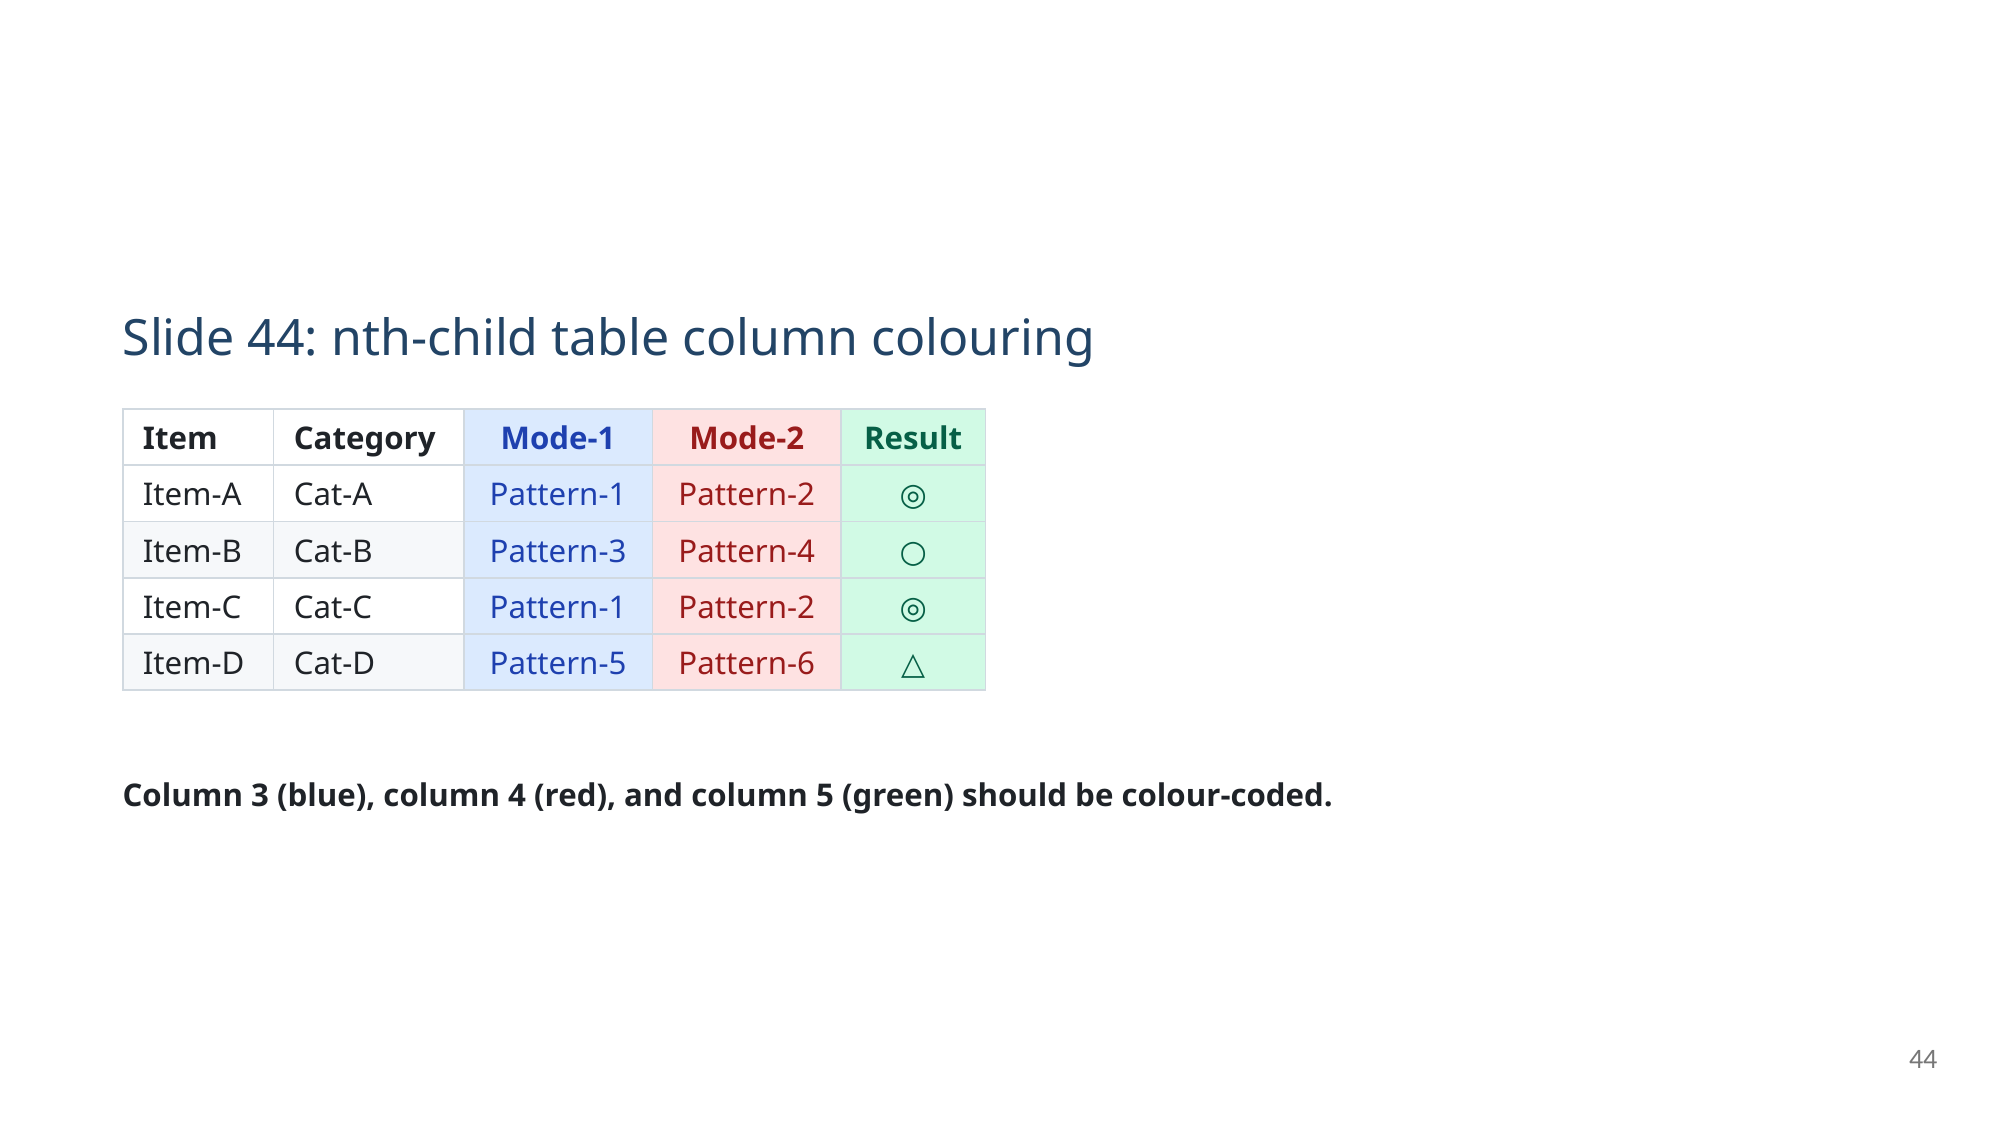 Slide 44: nth-child table column colouring
Item Category Mode-1 Mode-2 Result
Item-A Cat-A Pattern-1 Pattern-2 ◎
Item-B Cat-B Pattern-3 Pattern-4 ○
Item-C Cat-C Pattern-1 Pattern-2 ◎
Item-D Cat-D Pattern-5 Pattern-6 △
Column 3 (blue), column 4 (red), and column 5 (green) should be colour-coded.
44